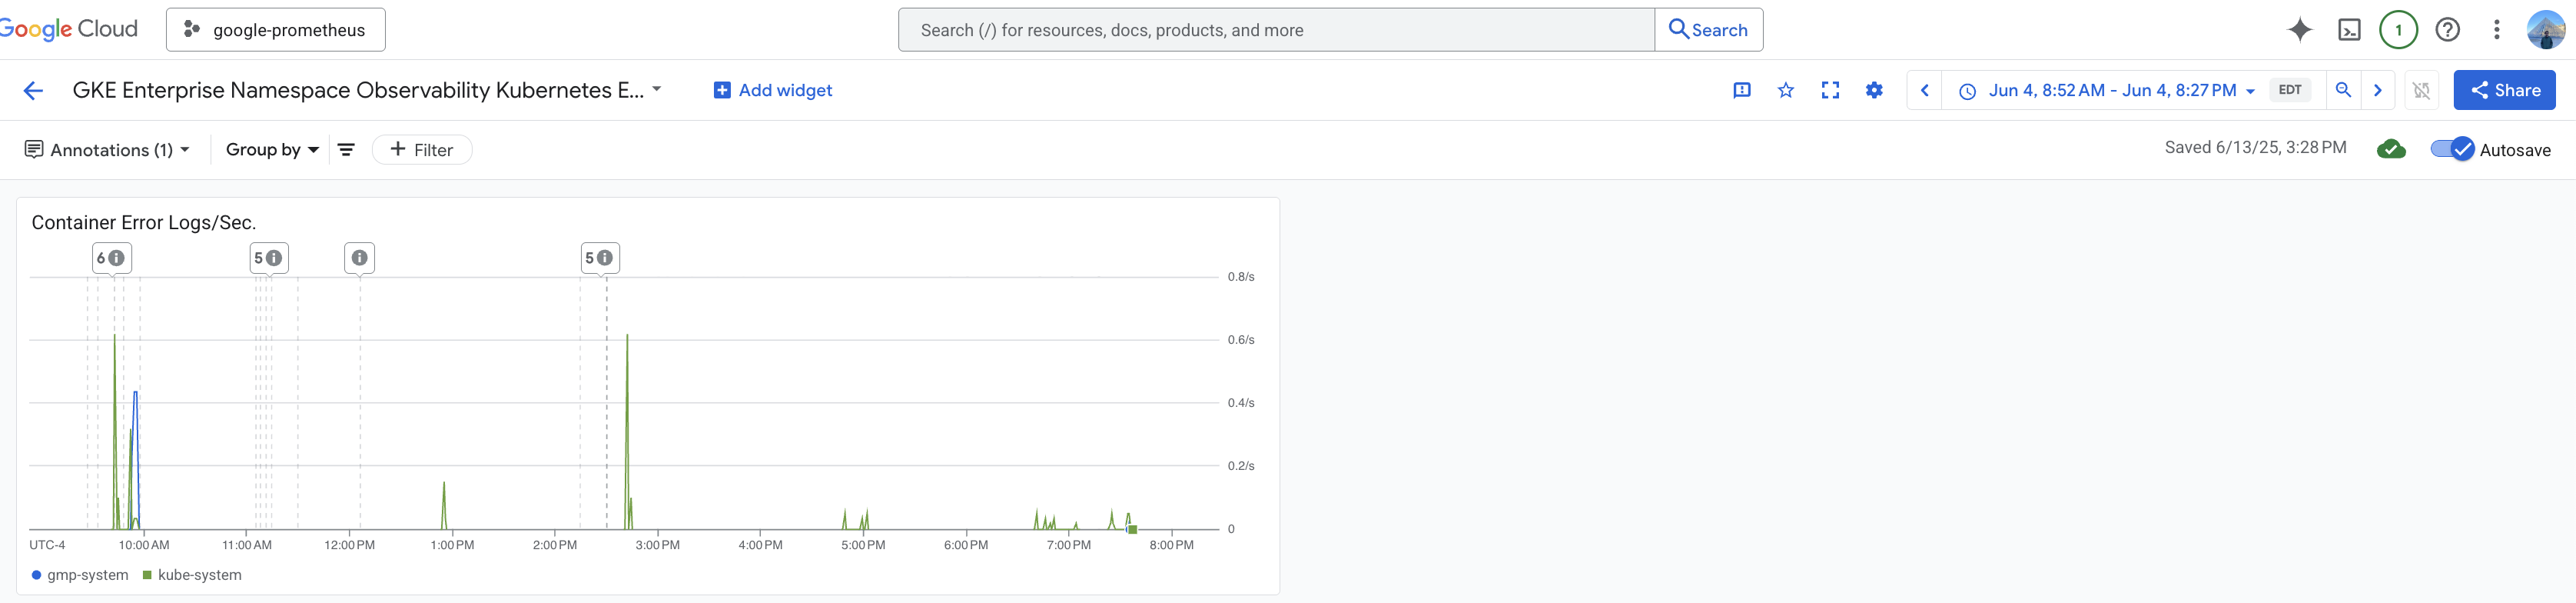 Google Cloud
google-prometheus
Search (/) for resources, docs, products, and more
Search
1
GKE Enterprise Namespace Observability Kubernetes E...
Add widget
Jun 4, 8:52 AM - Jun 4, 8:27 PM
EDT
Share
Annotations (1)
Group by
Filter
Saved 6/13/25, 3:28 PM
Autosave
Container Error Logs/Sec.
6
5
5
0.8/s
0.6/s
0.4/s
0.2/s
0
UTC-4
10:00 AM
11:00 AM
12:00 PM
1:00 PM
2:00 PM
3:00 PM
4:00 PM
5:00 PM
6:00 PM
7:00 PM
8:00 PM
gmp-system
kube-system